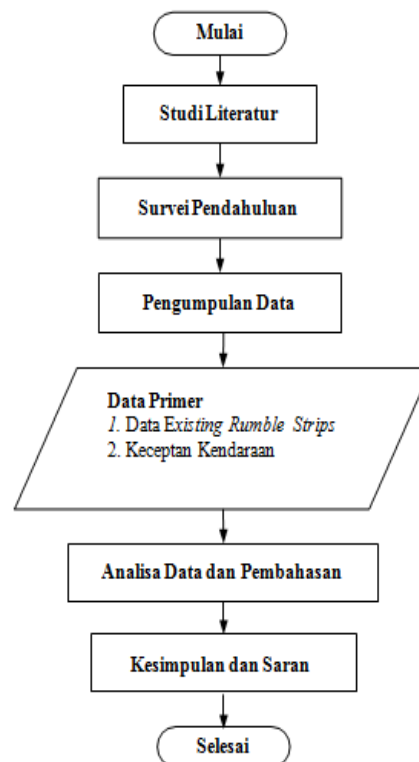 Mulai
Studi Literatur
Survei Pendahuluan
Pengumpulan Data
Data Primer
1. Data Existing Rumble Strips
2. Keceptan Kendaraan
Analisa Data dan Pembahasan
Kesimpulan dan Saran
Selesai